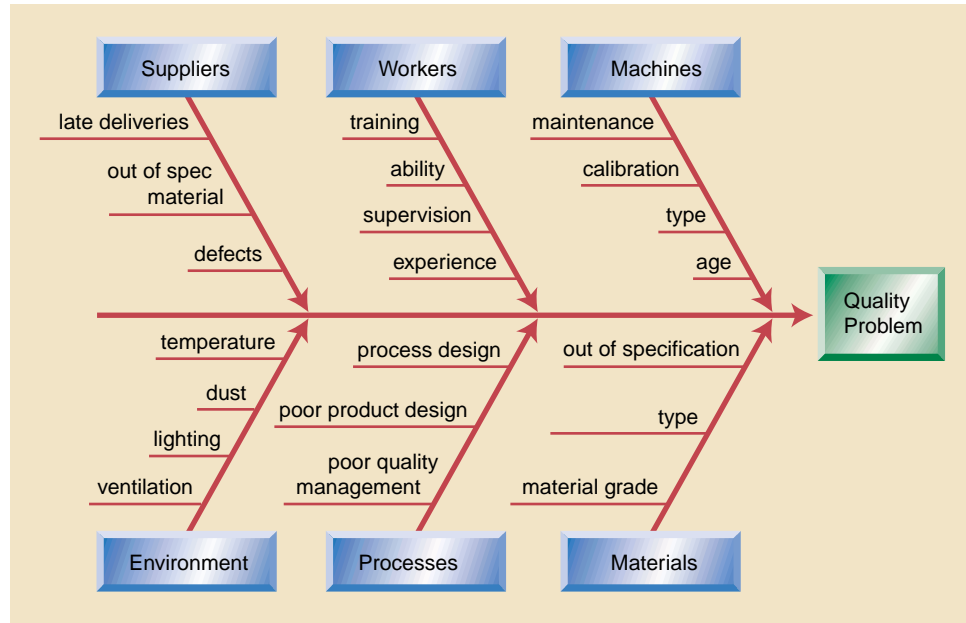 Suppliers
Workers
Machines
late deliveries
out of spec
material
defects
training
ability
supervision
experience
maintenance
calibration
type
age
Quality
Problem
temperature
dust
lighting
ventilation
process design
poor product design
poor quality
management
out of specification
type
material grade
Environment
Processes
Materials